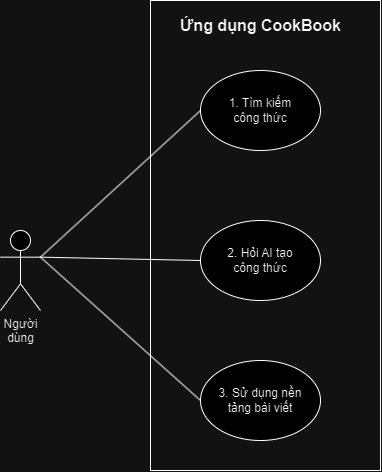 Ứng dụng CookBook
1. Tìm kiếm
công thức
2. Hỏi AI tạo
công thức
Người
dùng
3. Sử dụng nền
tảng bài viết